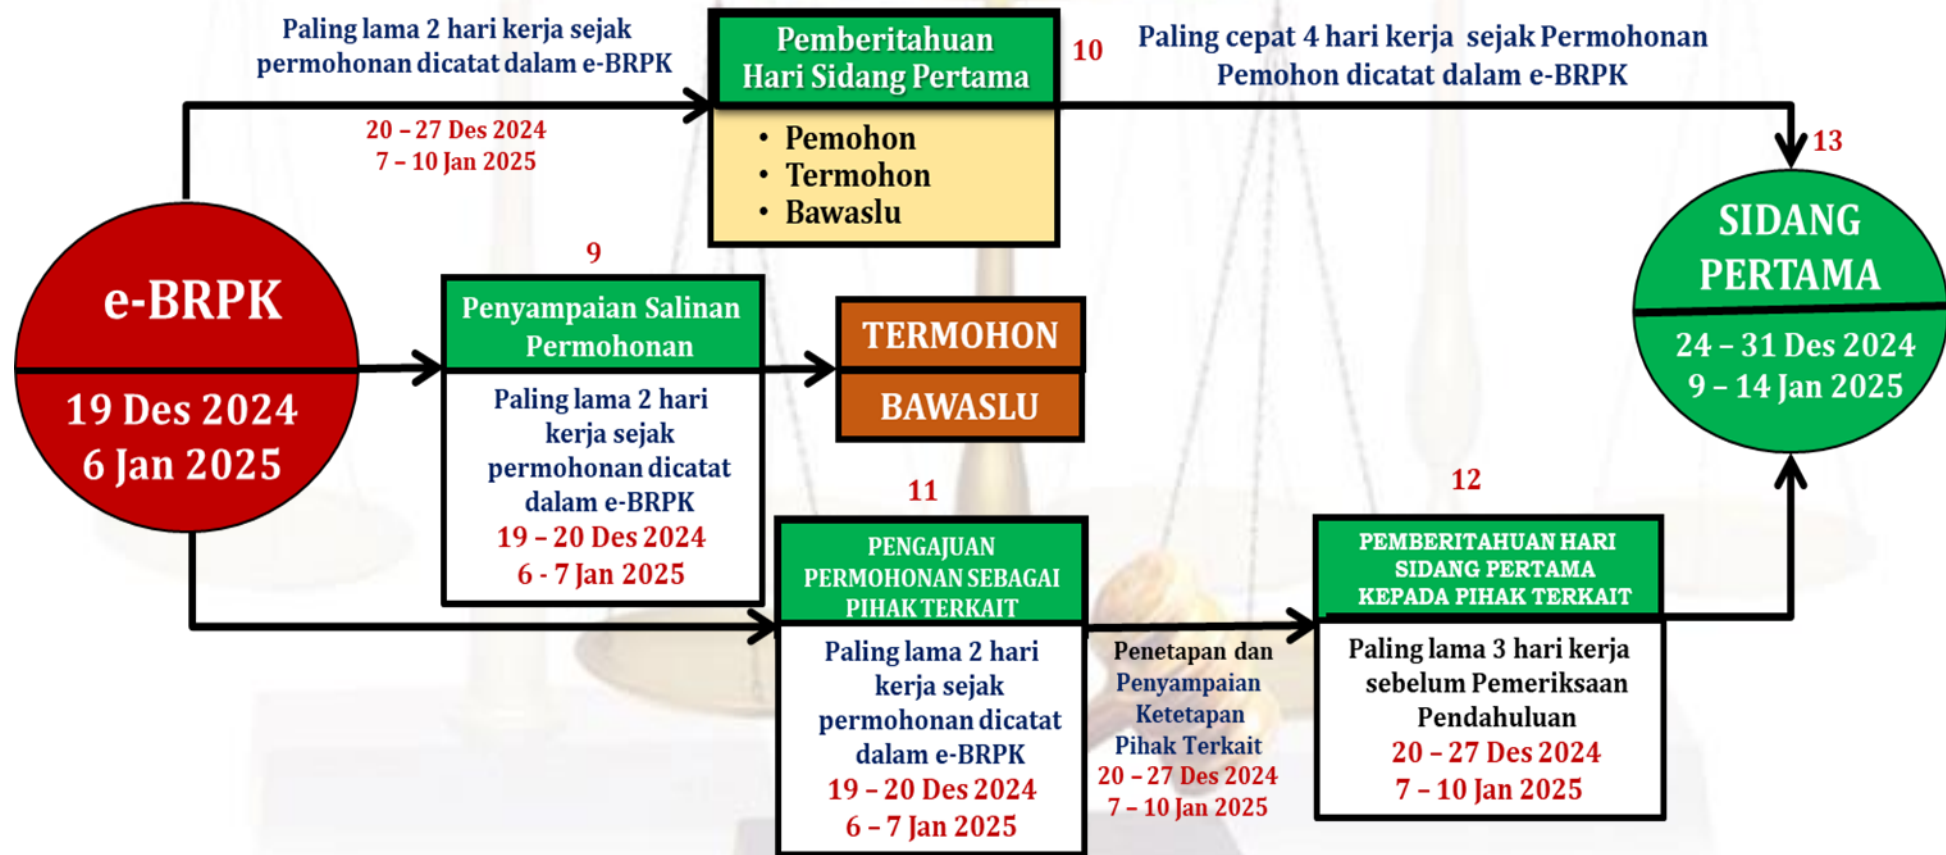 Paling lama 2 hari kerja sejak
permohonan dicatat dalam e-BRPK
20 – 27 Des 2024
7 – 10 Jan 2025
Pemberitahuan
Hari Sidang Pertama
• Pemohon
• Termohon
• Bawaslu
10
Paling cepat 4 hari kerja sejak Permohonan
Pemohon dicatat dalam e-BRPK
13
SIDANG
PERTAMA
24 – 31 Des 2024
9 – 14 Jan 2025
e-BRPK
19 Des 2024
6 Jan 2025
9
Penyampaian Salinan
Permohonan
Paling lama 2 hari
kerja sejak
permohonan dicatat
dalam e-BRPK
19 – 20 Des 2024
6 - 7 Jan 2025
TERMOHON
BAWASLU
11
PENGAJUAN
PERMOHONAN SEBAGAI
PIHAK TERKAIT
Paling lama 2 hari
kerja sejak
permohonan dicatat
dalam e-BRPK
19 – 20 Des 2024
6 – 7 Jan 2025
Penetapan dan
Penyampaian
Ketetapan
Pihak Terkait
20 – 27 Des 2024
7 – 10 Jan 2025
12
PEMBERITAHUAN HARI
SIDANG PERTAMA
KEPADA PIHAK TERKAIT
Paling lama 3 hari kerja
sebelum Pemeriksaan
Pendahuluan
20 – 27 Des 2024
7 – 10 Jan 2025